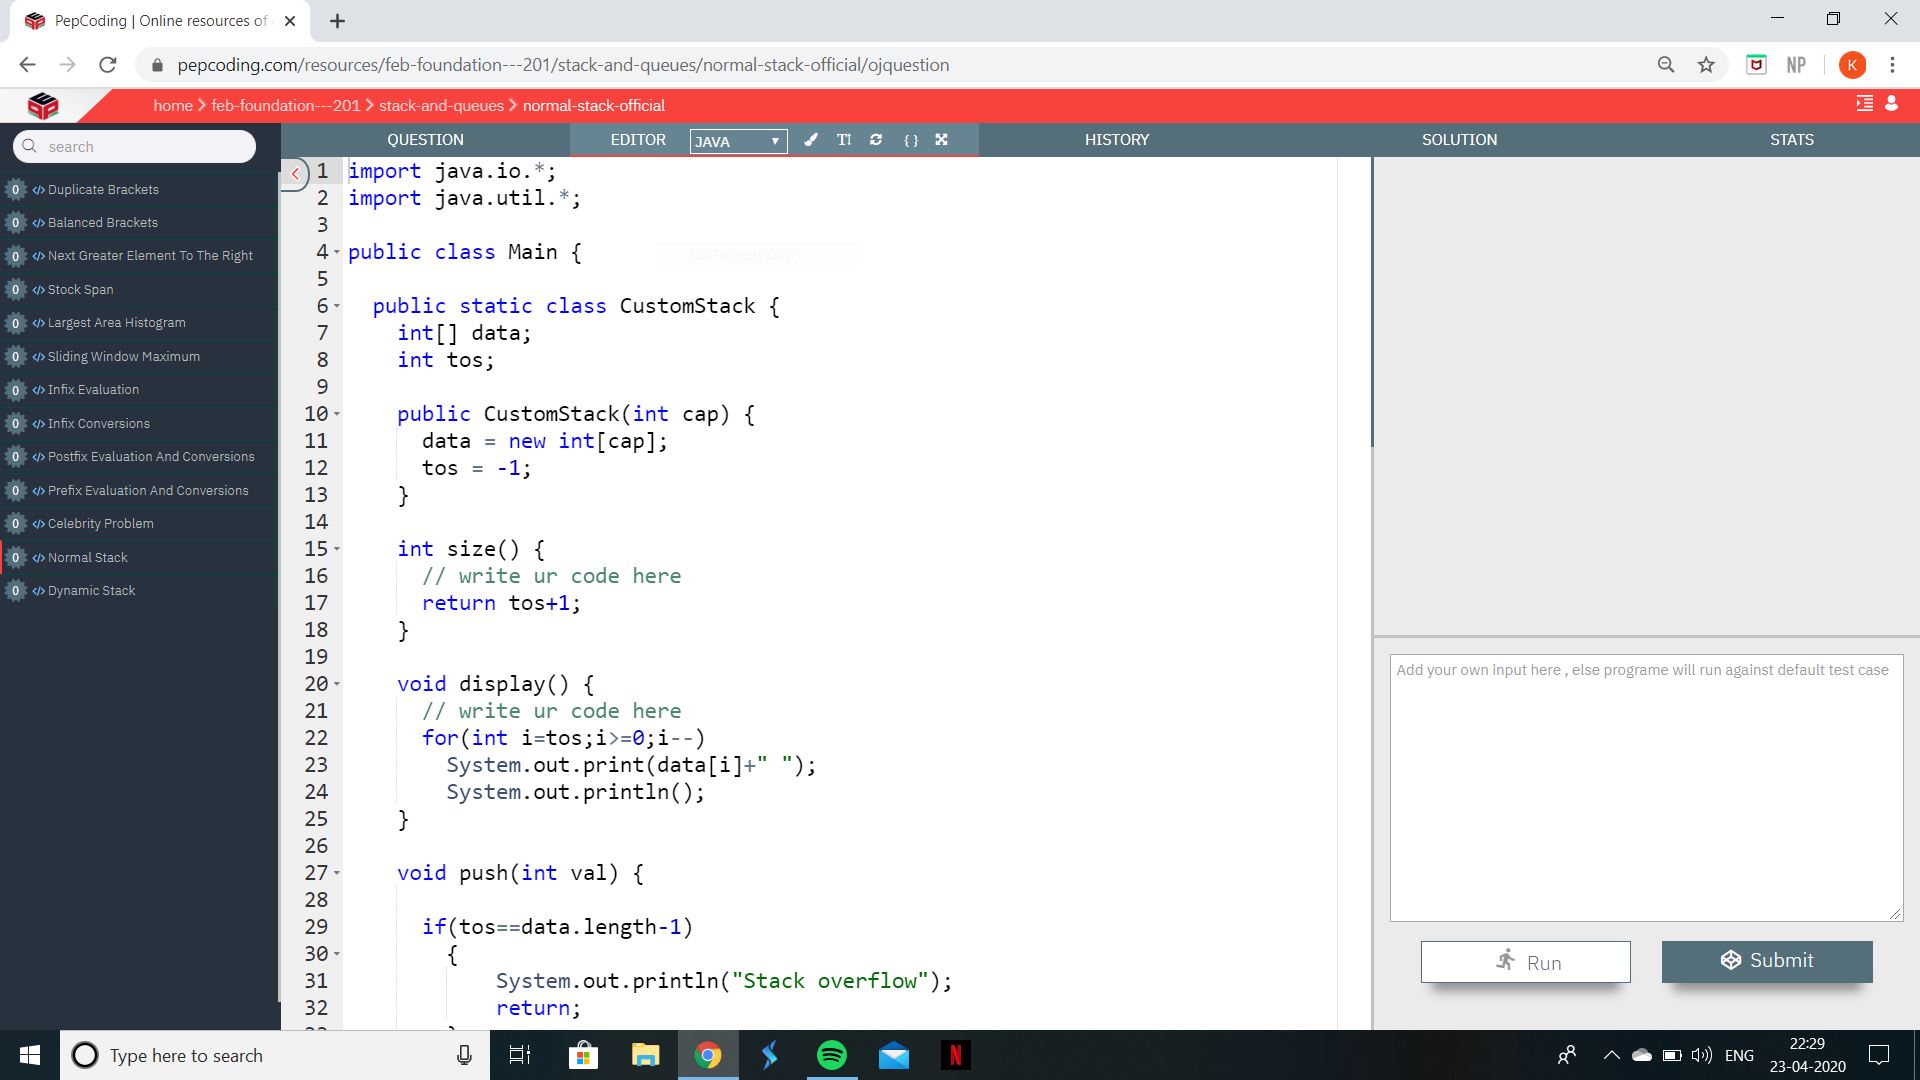 PepCoding | Online resources of
pepcoding.com/resources/feb-foundation---201/stack-and-queues/normal-stack-official/ojquestion
NP
K
home > feb-foundation---201 > stack-and-queues > normal-stack-official
search
QUESTION
EDITOR
JAVA
HISTORY
SOLUTION
STATS
0 </> Duplicate Brackets
0 </> Balanced Brackets
0 </> Next Greater Element To The Right
0 </> Stock Span
0 </> Largest Area Histogram
0 </> Sliding Window Maximum
0 </> Infix Evaluation
0 </> Infix Conversions
0 </> Postfix Evaluation And Conversions
0 </> Prefix Evaluation And Conversions
0 </> Celebrity Problem
0 </> Normal Stack
0 </> Dynamic Stack
1 import java.io.*;
2 import java.util.*;
3
4 public class Main {
Full-screen Snip
5
6 public static class CustomStack {
7 int[] data;
8 int tos;
9
10 public CustomStack(int cap) {
11 data = new int[cap];
12 tos = -1;
13 }
14
15 int size() {
16 // write ur code here
17 return tos+1;
18 }
19
20 void display() {
21 // write ur code here
22 for(int i=tos;i>=0;i--)
23 System.out.print(data[i]+" ");
24 System.out.println();
25 }
26
27 void push(int val) {
28
29 if(tos==data.length-1)
30 {
31 System.out.println("Stack overflow");
32 return;
Add your own input here , else programe will run against default test case
Run
Submit
Type here to search
N
ENG
22:29
23-04-2020